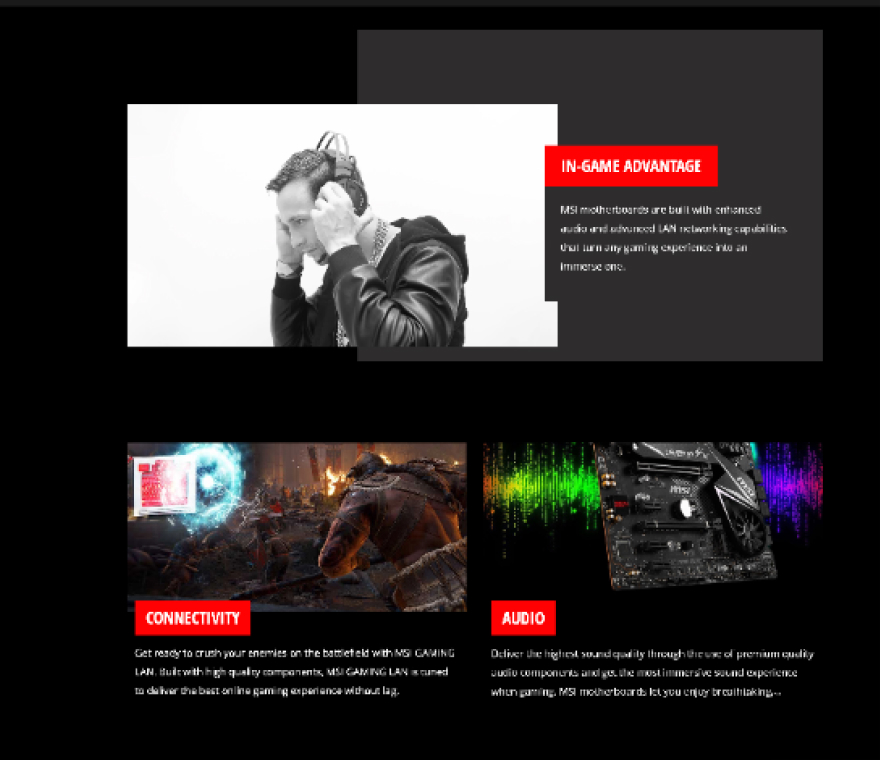 IN-GAME ADVANTAGE
MSI motherboards are built with enhanced
audio and advanced LAN networking capabilities
that turn any gaming experience into an
immerse one.
CONNECTIVITY
Get ready to crush your enemies on the battlefield with MSI GAMING
LAN. Built with high quality components, MSI GAMING LAN is tuned
to deliver the best online gaming experience without lag.
AUDIO
Deliver the highest sound quality through the use of premium quality
audio components and get the most immersive sound experience
when gaming. MSI motherboards let you enjoy breathtaking...